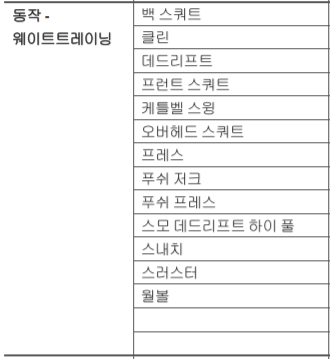 동작 -
웨이트트레이닝
백 스쿼트
클린
데드리프트
프런트 스쿼트
케틀벨 스윙
오버헤드 스쿼트
프레스
푸쉬 저크
푸쉬 프레스
스모 데드리프트 하이 풀
스내치
스러스터
월볼